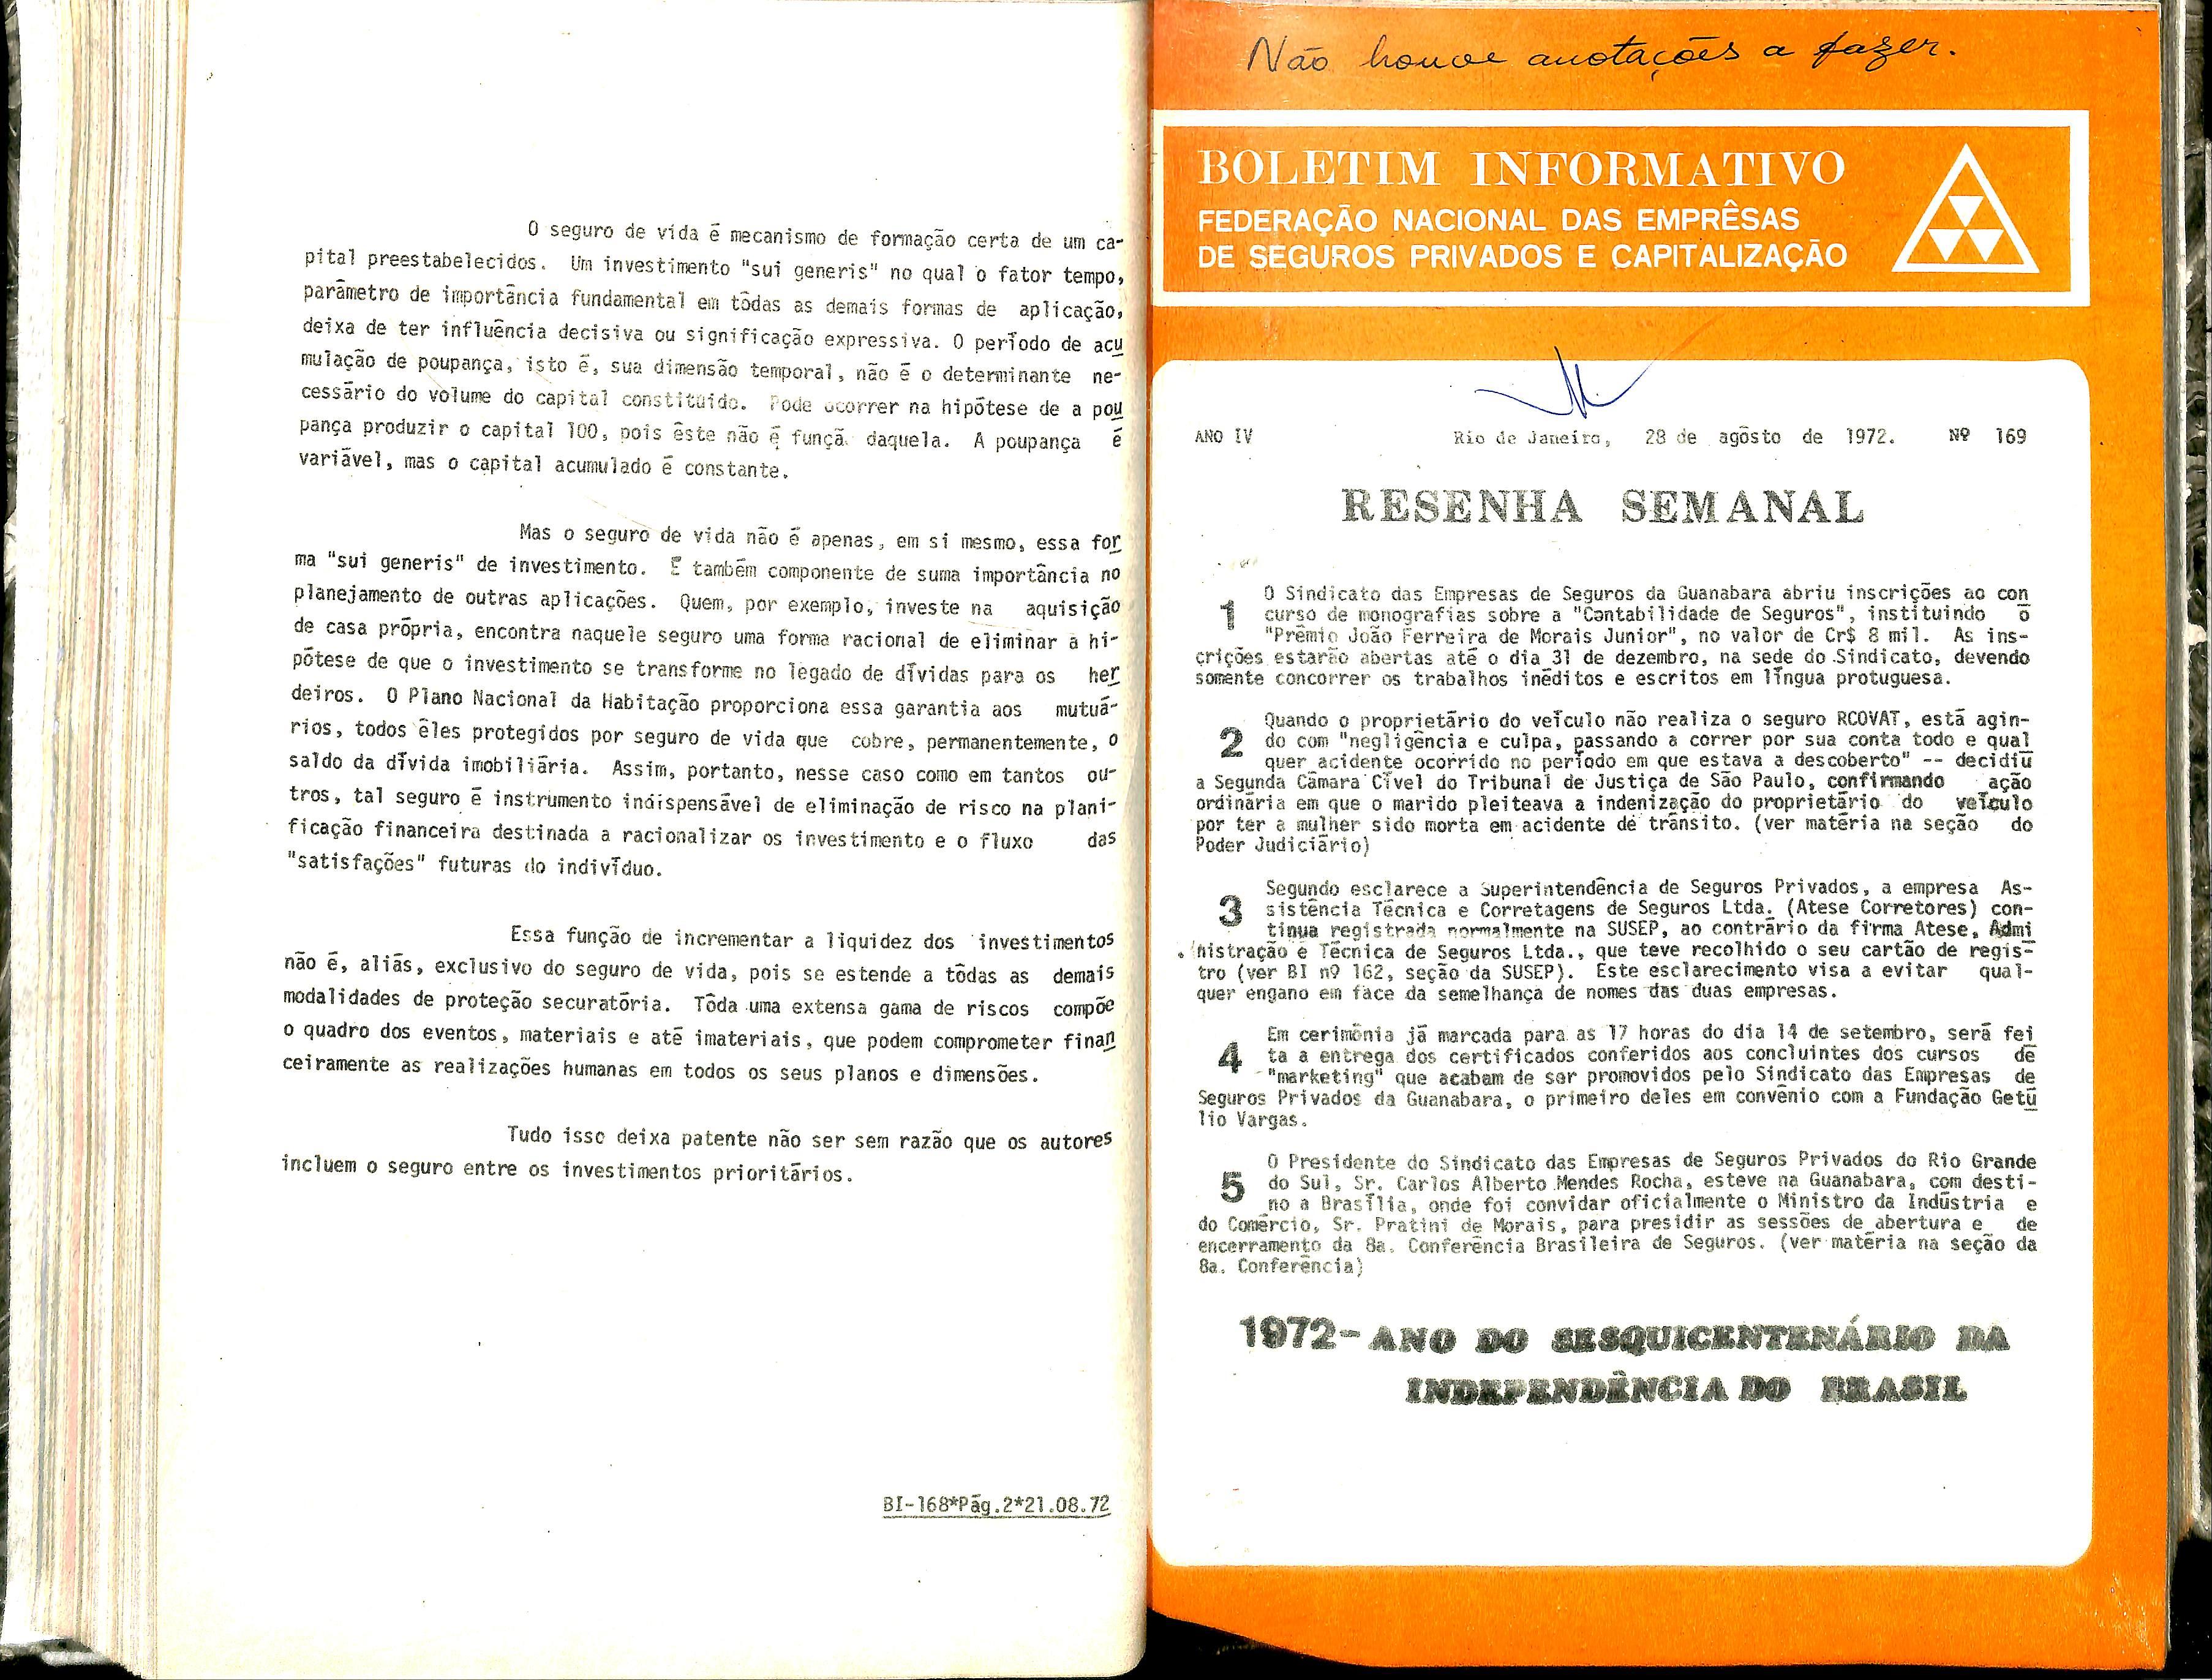 O seguro de vida é mecanismo de formação certa de um ca-
pital preestabelecidos. Um investimento "sui generis" no qual o fator tempo,
parâmetro de importância fundamental em tôdas as demais formas de aplicação,
deixa de ter influência decisiva ou significação expressiva. O período de acu
mulação de poupança, isto é, sua dimensão temporal, não é o determinante ne-
cessário do volume do capital constituido. Pode ocorrer na hipótese de a pou
pança produzir o capital 100, pois êste não é funçã daquela. A poupança é
variável, mas o capital acumulado é constante.
Mas o seguro de vida não é apenas, em si mesmo, essa for
ma "sui generis" de investimento. É também componente de suma importância no
planejamento de outras aplicações. Quem, por exemplo, investe na aquisição
de casa própria, encontra naquele seguro uma forma racional de eliminar a hi-
pótese de que o investimento se transforme no legado de dívidas para os her
deiros. O Plano Nacional da Habitação proporciona essa garantia aos mutuá-
rios, todos êles protegidos por seguro de vida que cobre, permanentemente, o
saldo da dívida imobiliária. Assim, portanto, nesse caso como em tantos ou-
tros, tal seguro é instrumento indispensável de eliminação de risco na plani-
ficação financeira destinada a racionalizar os investimento e o fluxo das
"satisfações" futuras do indivíduo.
Essa função de incrementar a liquidez dos investimentos
não é, aliás, exclusivo do seguro de vida, pois se estende a tôdas as demais
modalidades de proteção securatória. Tôda uma extensa gama de riscos compõe
o quadro dos eventos, materiais e até imateriais, que podem comprometer finan
ceiramente as realizações humanas em todos os seus planos e dimensões.
Tudo isso deixa patente não ser sem razão que os autores
incluem o seguro entre os investimentos prioritários.
BI-168*Pág.2*21.08.72
Não houve anotações a fazer.
BOLETIM INFORMATIVO
FEDERAÇÃO NACIONAL DAS EMPRÊSAS
DE SEGUROS PRIVADOS E CAPITALIZAÇÃO
ANO IV Rio de Janeiro, 28 de agôsto de 1972. Nº 169
RESENHA SEMANAL
1 O Sindicato das Empresas de Seguros da Guanabara abriu inscrições ao con
curso de monografias sobre a "Contabilidade de Seguros", instituindo o
"Prêmio João Ferreira de Morais Junior", no valor de Cr$ 8 mil. As ins-
crições estarão abertas até o dia 31 de dezembro, na sede do Sindicato, devendo
somente concorrer os trabalhos inéditos e escritos em língua protuguesa.
2 Quando o proprietário do veículo não realiza o seguro RCOVAT, está agin-
do com "negligência e culpa, passando a correr por sua conta todo e qual
quer acidente ocorrido no período em que estava a descoberto" -- decidiu
a Segunda Câmara Cível do Tribunal de Justiça de São Paulo, confirmando ação
ordinária em que o marido pleiteava a indenização do proprietário do veículo
por ter a mulher sido morta em acidente de trânsito. (ver matéria na seção do
Poder Judiciário)
3 Segundo esclarece a Superintendência de Seguros Privados, a empresa As-
sistência Técnica e Corretagens de Seguros Ltda. (Atese Corretores) con-
tinua registrada normalmente na SUSEP, ao contrário da firma Atese, Admi
nistração e Técnica de Seguros Ltda., que teve recolhido o seu cartão de regis-
tro (ver BI nº 162, seção da SUSEP). Este esclarecimento visa a evitar qual-
quer engano em face da semelhança de nomes das duas empresas.
4 Em cerimônia já marcada para as 17 horas do dia 14 de setembro, será fei
ta a entrega dos certificados conferidos aos concluintes dos cursos de
"marketing" que acabam de ser promovidos pelo Sindicato das Empresas de
Seguros Privados da Guanabara, o primeiro deles em convênio com a Fundação Getú
lio Vargas.
5 O Presidente do Sindicato das Empresas de Seguros Privados do Rio Grande
do Sul, Sr. Carlos Alberto Mendes Rocha, esteve na Guanabara, com desti-
no a Brasília, onde foi convidar oficialmente o Ministro da Indústria e
do Comércio, Sr. Pratini de Morais, para presidir as sessões de abertura e de
encerramento da 8a. Conferência Brasileira de Seguros. (ver matéria na seção da
8a. Conferência)
1972-ANO DO SESQUICENTENÁRIO DA
INDEPENDÊNCIA DO BRASIL